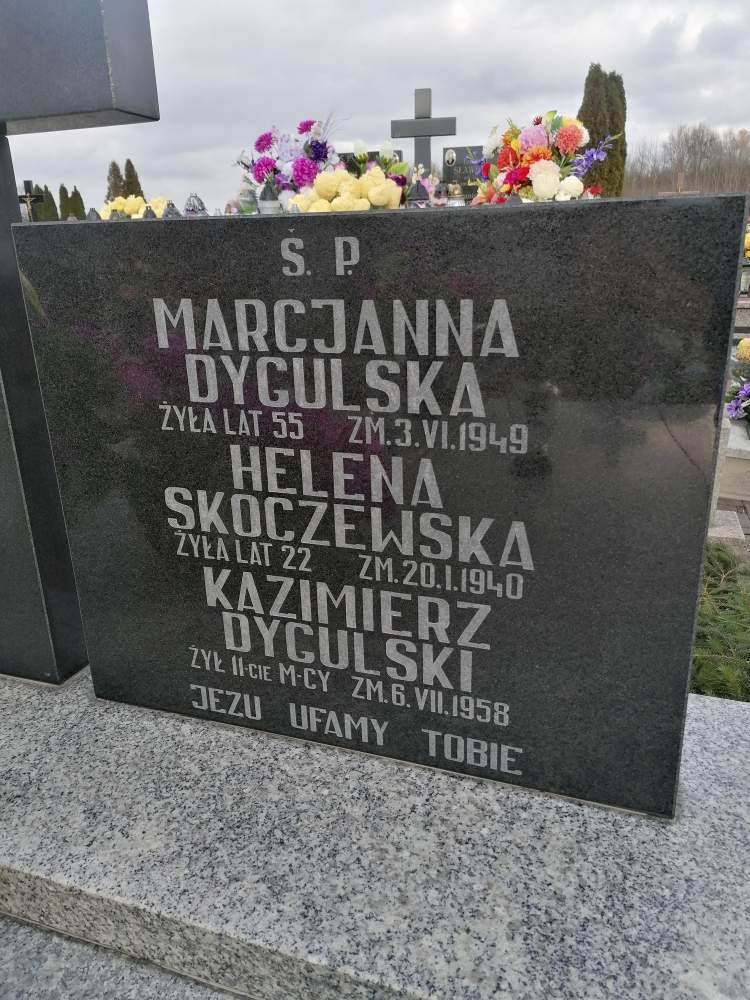 Ś. P.
MARCJANNA
DYGULSKA
ŻYŁA LAT 55 ZM. 3. VI. 1949
HELENA
SKOCZEWSKA
ŻYŁA LAT 22 ZM. 20. I. 1940
KAZIMIERZ
DYGULSKI
ŻYŁ 11-CIE M-CY ZM. 6. VII. 1958
JEZU UFAMY TOBIE